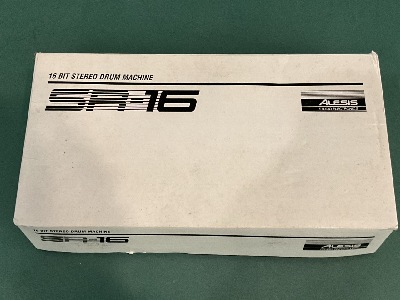 16 BIT STEREO DRUM MACHINE
SR-16
ALESIS
16 BIT STEREO DRUM MACHINE
SR-16
ALESIS